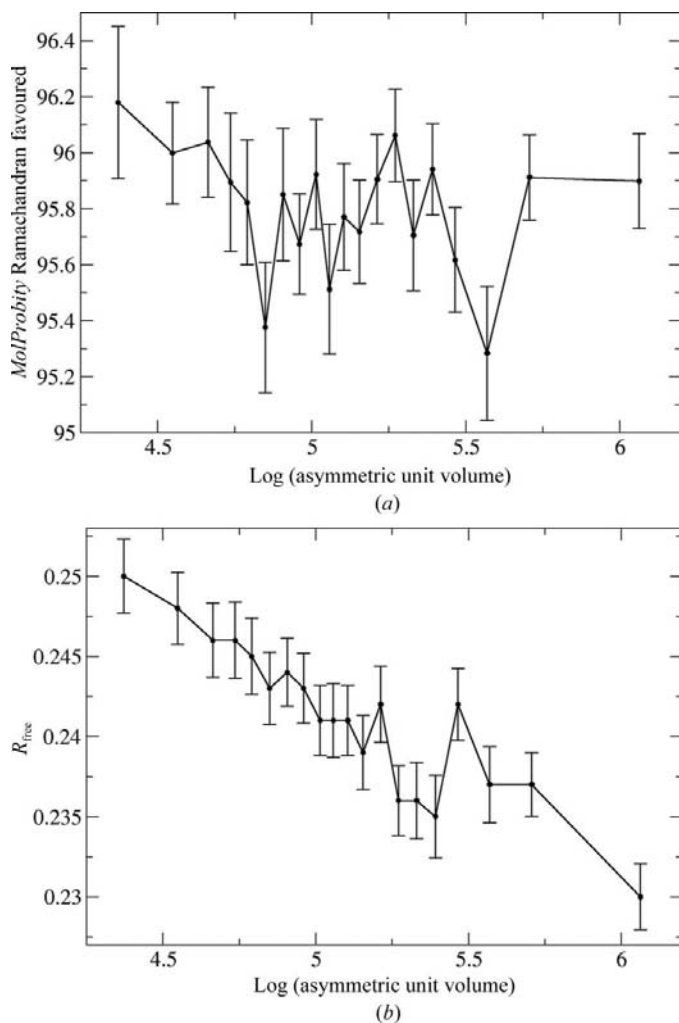 96.4
96.2
96
95.8
95.6
95.4
95.2
95
MolProbity Ramachandran favoured
4.5 5 5.5 6
Log (asymmetric unit volume)
(a)
0.25
0.245
0.24
0.235
0.23
Rfree
4.5 5 5.5 6
Log (asymmetric unit volume)
(b)